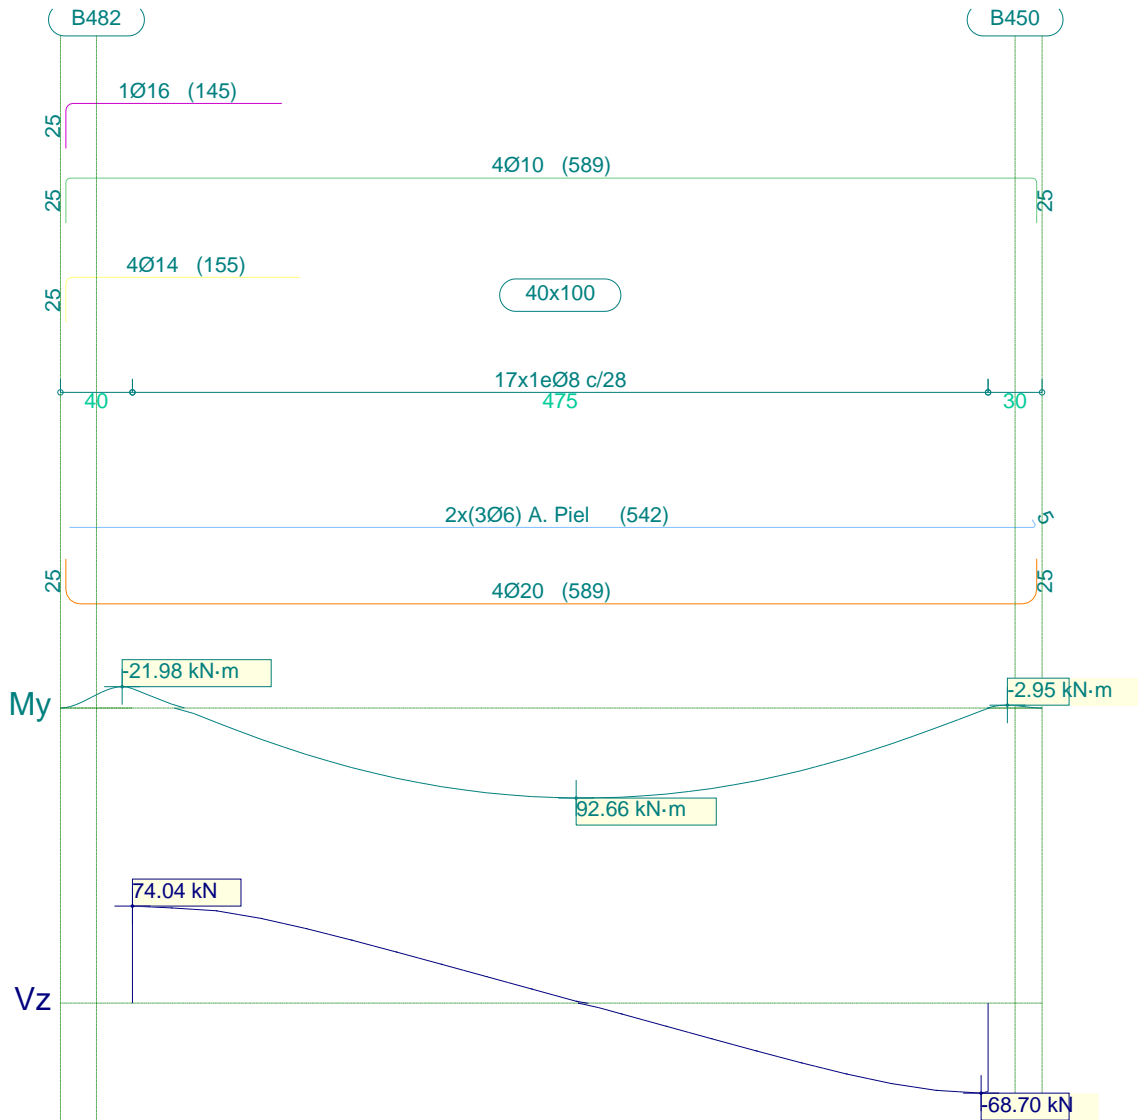 B482 B450
1Ø16 (145)
25
4Ø10 (589)
25 25
4Ø14 (155)
25
40x100
17x1eØ8 c/28
40 475 30
2x(3Ø6) A. Piel (542)
5
25 25
4Ø20 (589)
-21.98 kN·m
-2.95 kN·m
My
92.66 kN·m
74.04 kN
Vz
-68.70 kN